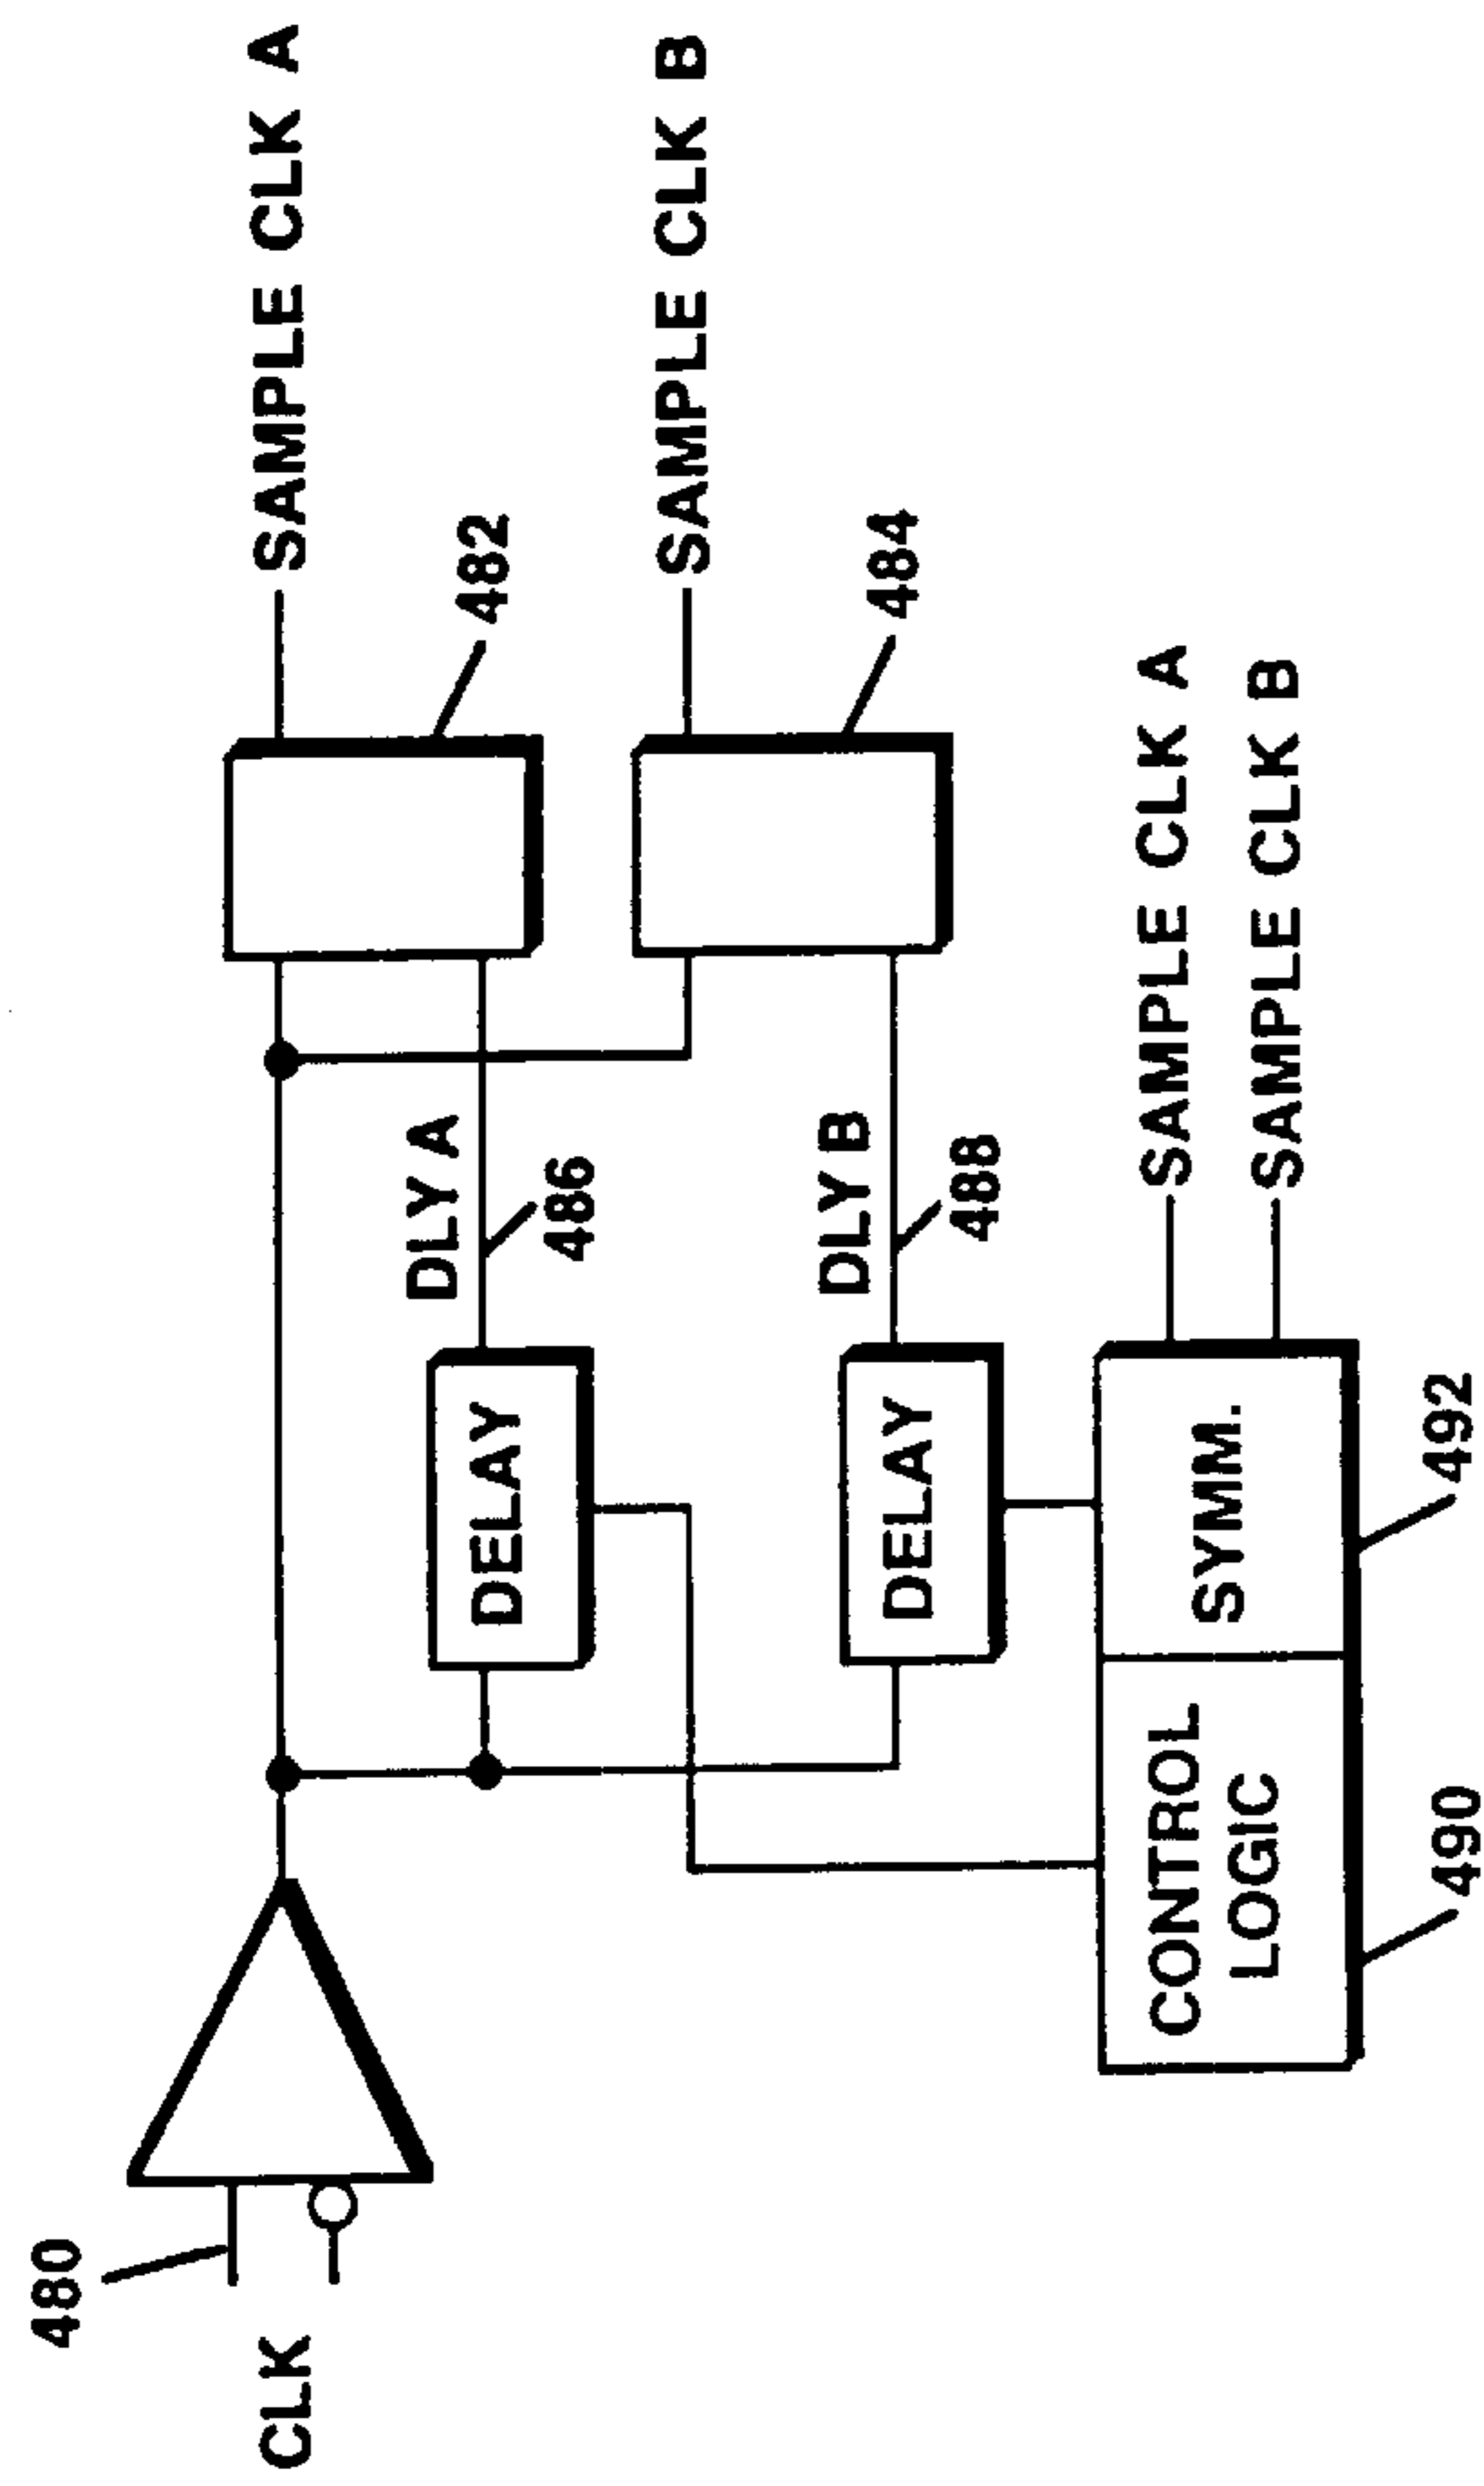 480
CLK
SAMPLE CLK A
482
DLY A
486
DELAY
SAMPLE CLK B
484
DLY B
488
DELAY
CONTROL
LOGIC
SYMM.
SAMPLE CLK A
SAMPLE CLK B
490
492